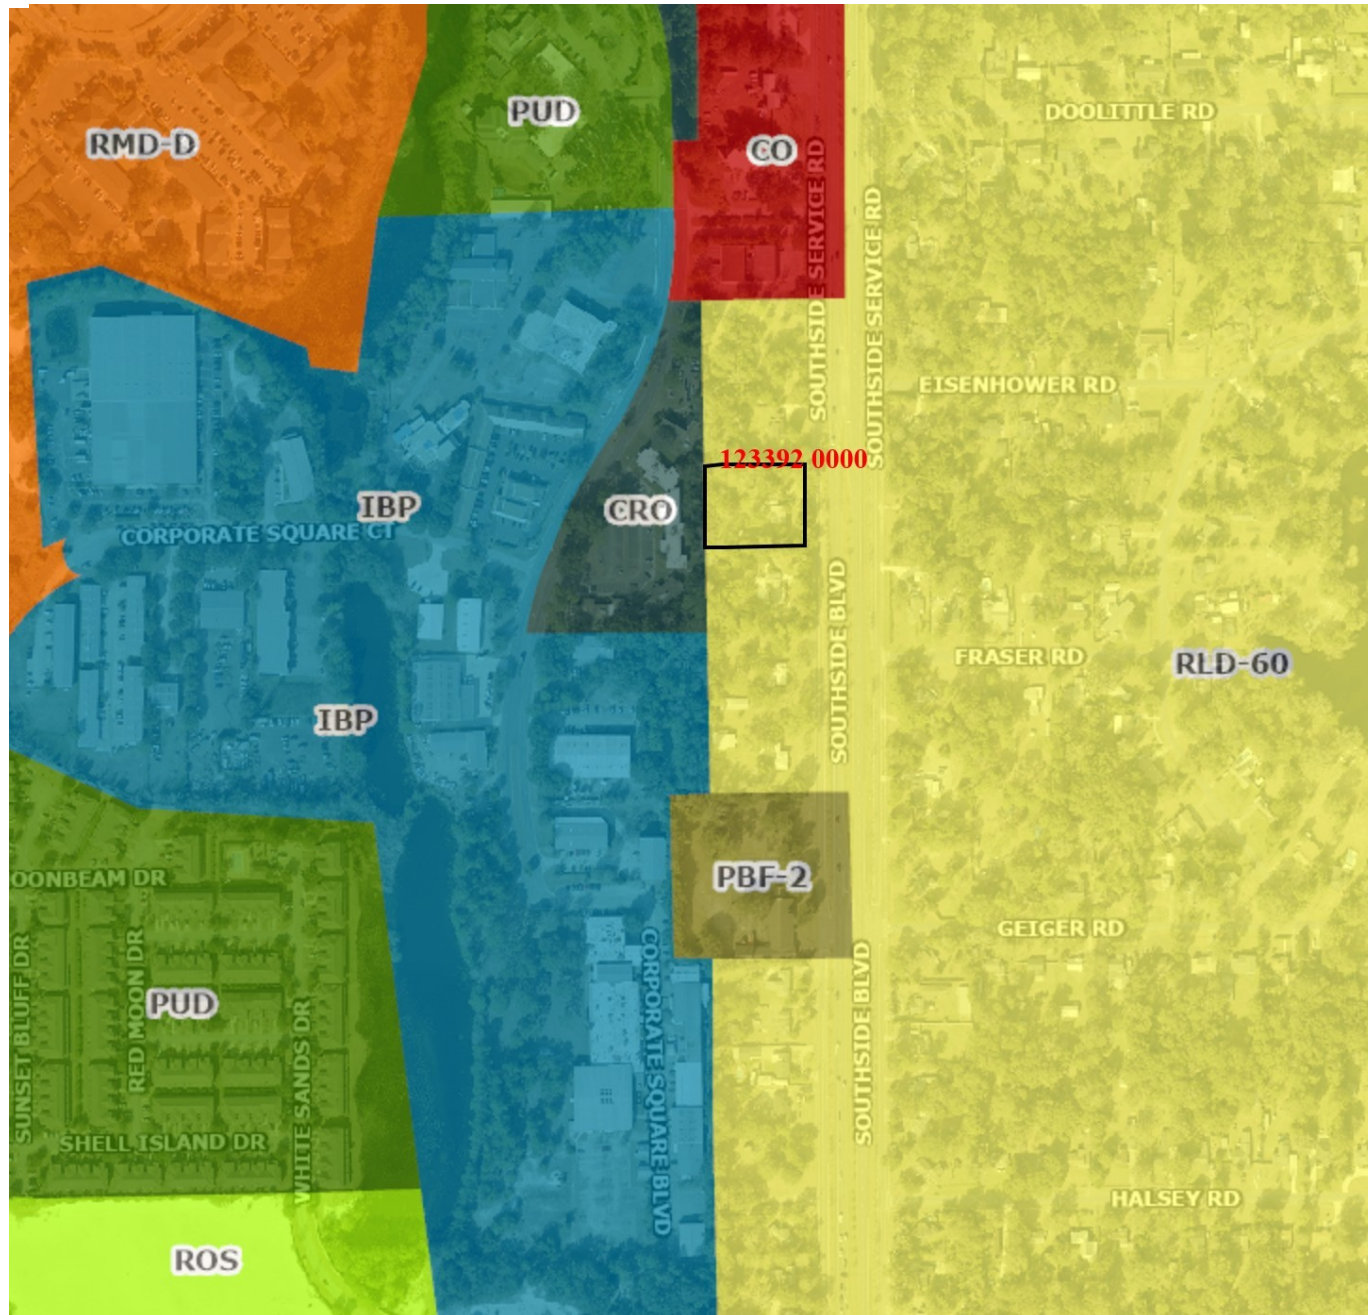 DOOLITTLE RD
PUD
RMD-D
CO
SOUTHSIDE SERVICE RD
SOUTHSIDE SERVICE RD
EISENHOWER RD
123392 0000
IBP
CRO
CORPORATE SQUARE CT
SOUTHSIDE BLVD
FRASER RD
RLD-60
IBP
OONBEAM DR
PBF-2
GEIGER RD
SUNSET BLUFF DR
RED MOON DR
PUD
WHITE SANDS DR
CORPORATE SQUARE BLVD
SOUTHSIDE BLVD
SHELL ISLAND DR
HALSEY RD
ROS